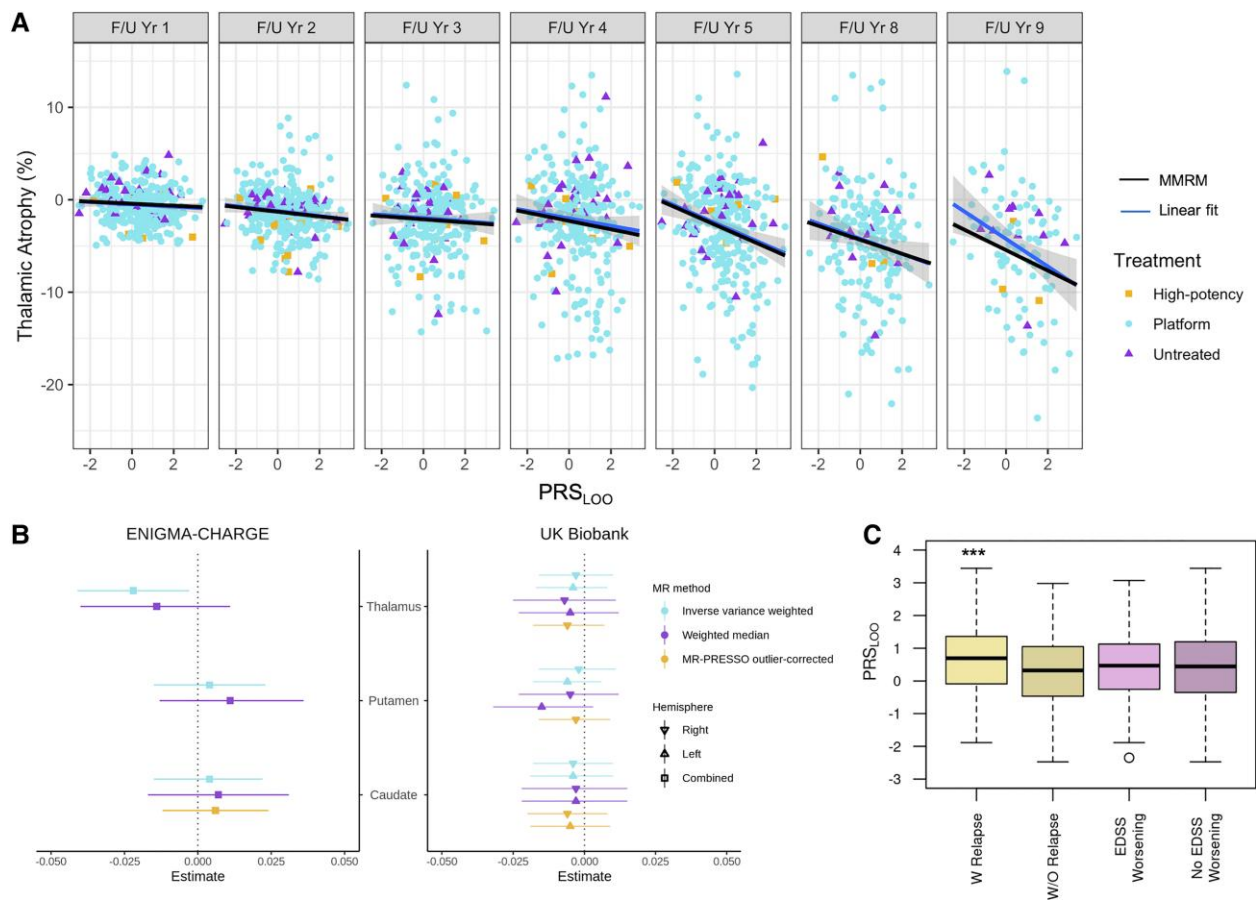 A
F/U Yr 1
F/U Yr 2
F/U Yr 3
F/U Yr 4
F/U Yr 5
F/U Yr 8
F/U Yr 9
Thalamic Atrophy (%)
10
0
-10
-20
-2 0 2
-2 0 2
-2 0 2
-2 0 2
-2 0 2
-2 0 2
-2 0 2
PRSLOO
MMRM
Linear fit
Treatment
High-potency
Platform
Untreated
B
ENIGMA-CHARGE
UK Biobank
Thalamus
Putamen
Caudate
-0.050 -0.025 0.000 0.025 0.050
Estimate
-0.050 -0.025 0.000 0.025 0.050
Estimate
MR method
Inverse variance weighted
Weighted median
MR-PRESSO outlier-corrected
Hemisphere
Right
Left
Combined
C
***
PRSLOO
4
3
2
1
0
-1
-2
-3
W Relapse
W/O Relapse
EDSS
Worsening
No EDSS
Worsening